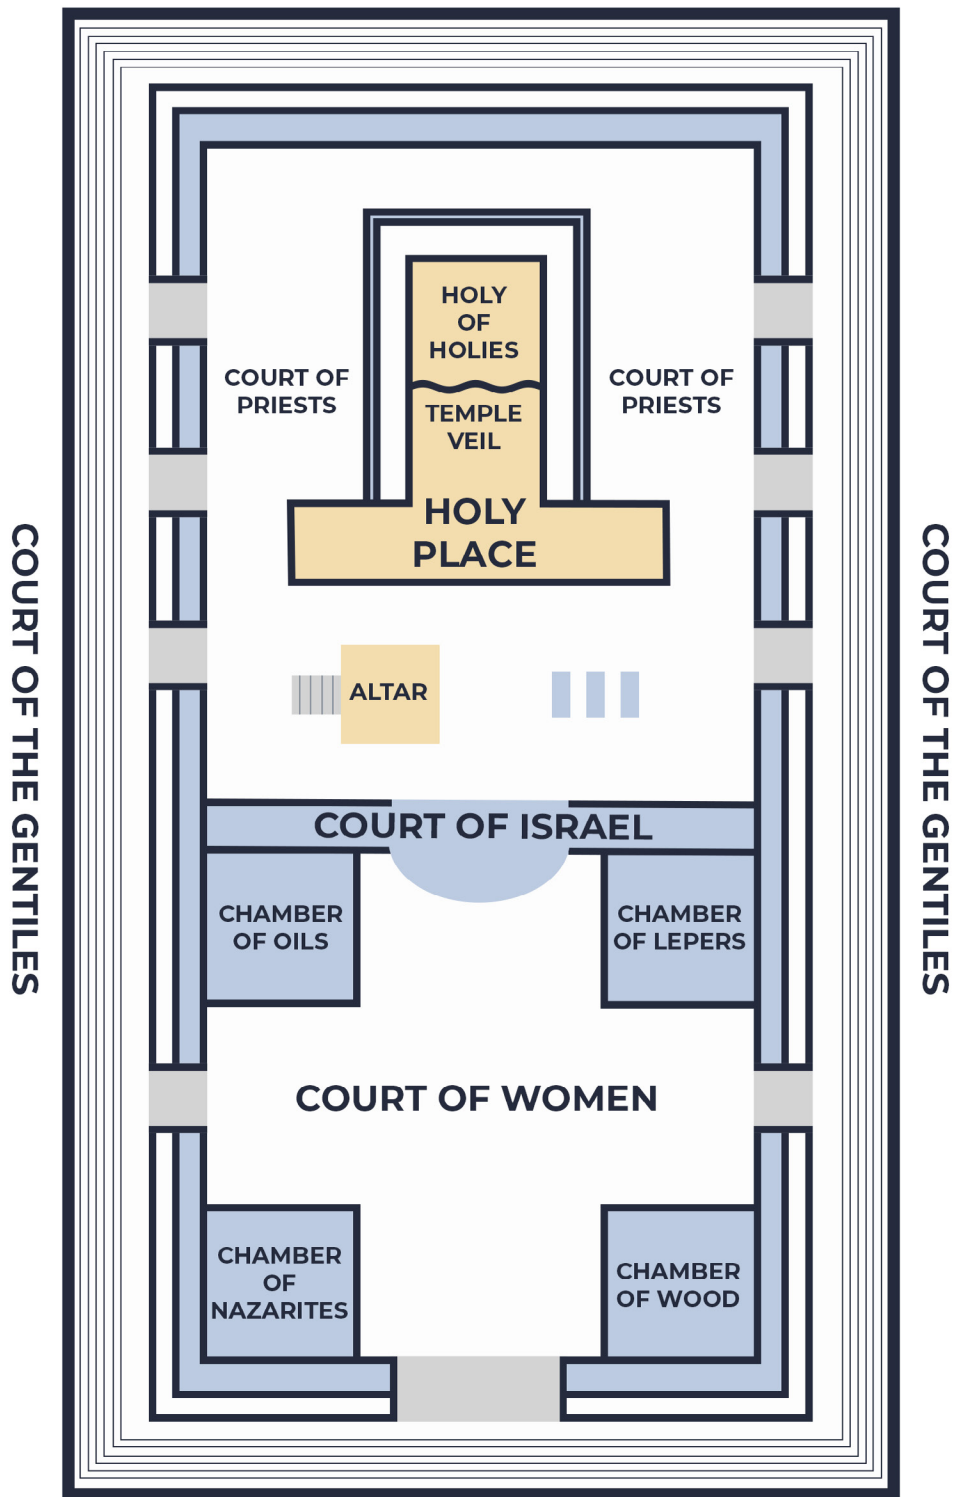 HOLY
OF
HOLIES
COURT OF
PRIESTS
COURT OF
PRIESTS
TEMPLE
VEIL
HOLY
PLACE
COURT OF THE GENTILES
COURT OF THE GENTILES
ALTAR
COURT OF ISRAEL
CHAMBER
OF OILS
CHAMBER
OF LEPERS
COURT OF WOMEN
CHAMBER
OF
NAZARITES
CHAMBER
OF WOOD